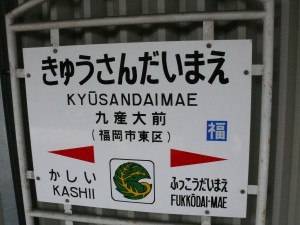 きゅうさんだいまえ
KYŪSANDAIMAE
九産大前
(福岡市東区)
福
かしい
KASHII
ふっこうだいまえ
FUKKŌDAI-MAE